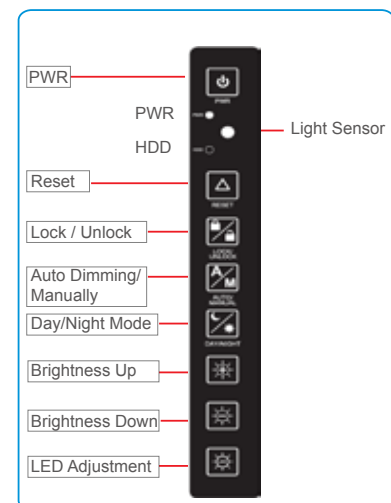 PWR
PWR
PWR
Light Sensor
HDD
Reset
RESET
Lock / Unlock
LOCK/
UNLOCK
Auto Dimming/
Manually
A/M
AUTO/
MANUAL
Day/Night Mode
DAY/NIGHT
Brightness Up
Brightness Down
LED Adjustment